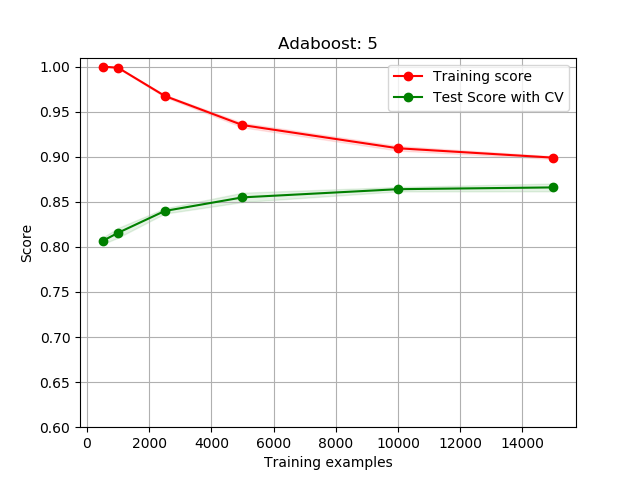 Adaboost: 5
Training score
Test Score with CV
1.00
0.95
0.90
0.85
0.80
0.75
0.70
0.65
0.60
Score
0 2000 4000 6000 8000 10000 12000 14000
Training examples